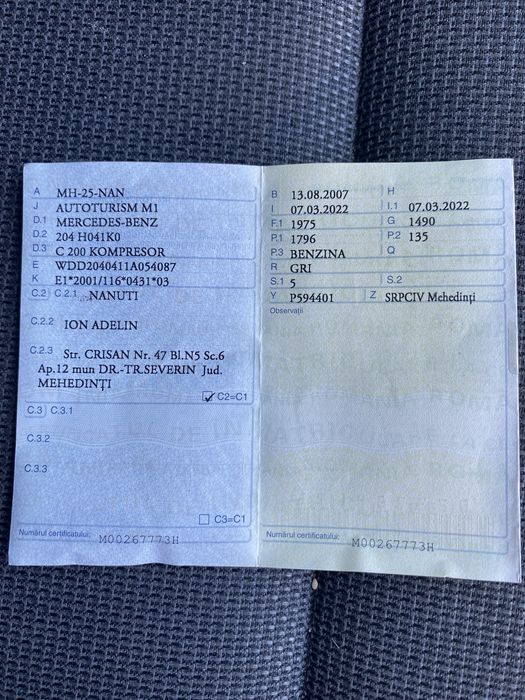 A MH-25-NAN
J AUTOTURISM M1
D.1 MERCEDES-BENZ
D.2 204 H041K0
D.3 C 200 KOMPRESOR
E WDD2040411A054087
K E1*2001/116*0431*03
C.2 C.2.1 NANUTI
C.2.2 ION ADELIN
C.2.3 Str. CRISAN Nr. 47 Bl.N5 Sc.6
Ap.12 mun DR.-TR.SEVERIN Jud.
MEHEDINȚI
C2=C1
C.3 C.3.1
C.3.2
C.3.3
C3=C1
Numărul certificatului: M00267773H
B 13.08.2007 H
I 07.03.2022 I.1 07.03.2022
F.1 1975 G 1490
P.1 1796 P.2 135
P.3 BENZINA Q
R GRI
S.1 5 S.2
Y P594401 Z SRPCIV Mehedinți
Observații
Numărul certificatului: M00267773H